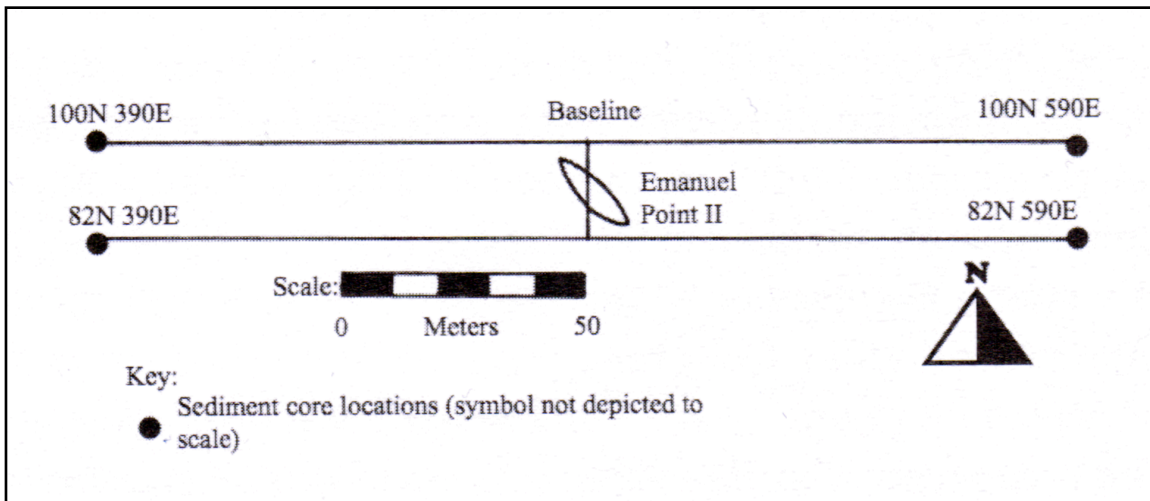 100N 390E
Baseline
100N 590E
Emanuel
Point II
82N 390E
82N 590E
N
Scale:
0
Meters
50
Key:
Sediment core locations (symbol not depicted to
scale)